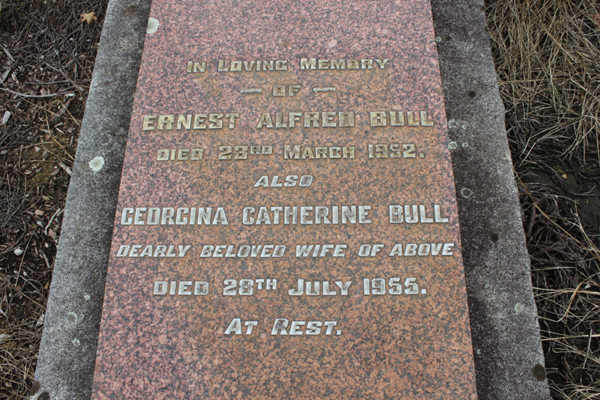 IN LOVING MEMORY
— OF —
ERNEST ALFRED BULL
DIED 23RD MARCH 1952.
ALSO
GEORGINA CATHERINE BULL
DEARLY BELOVED WIFE OF ABOVE
DIED 28TH JULY 1955.
AT REST.